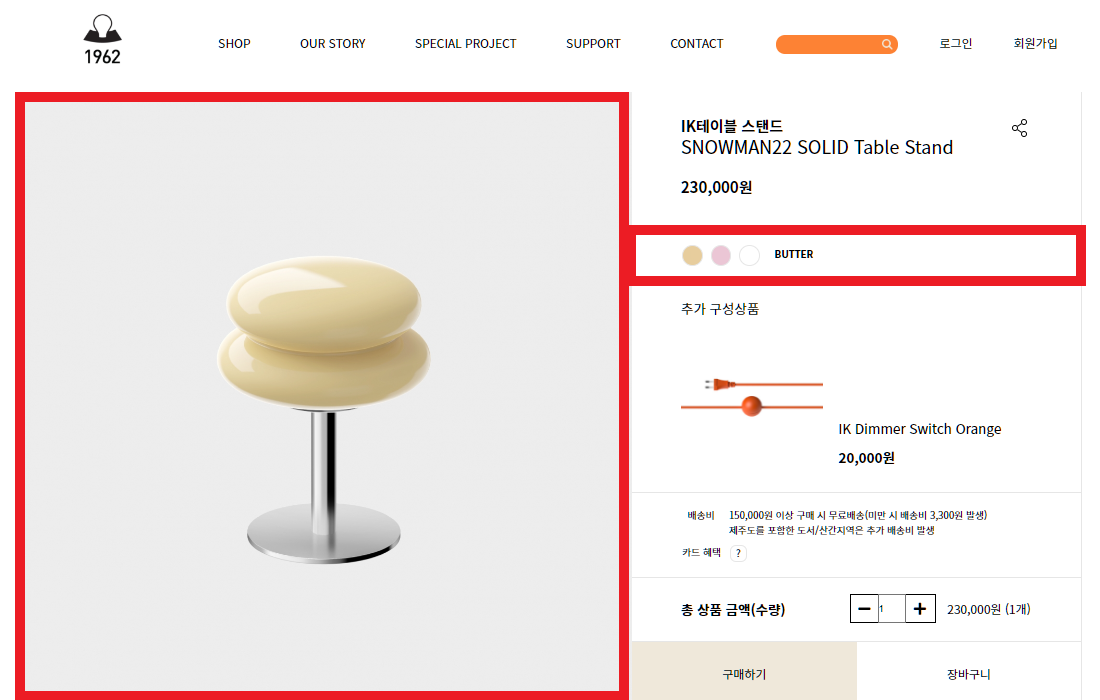 1962
SHOP OUR STORY SPECIAL PROJECT SUPPORT CONTACT 로그인 회원가입
IK테이블 스탠드
SNOWMAN22 SOLID Table Stand
230,000원
BUTTER
추가 구성상품
IK Dimmer Switch Orange
20,000원
배송비 150,000원 이상 구매 시 무료배송(미만 시 배송비 3,300원 발생)
제주도를 포함한 도서/산간지역은 추가 배송비 발생
카드 혜택 ?
총 상품 금액(수량) 1 230,000원 (1개)
구매하기 장바구니